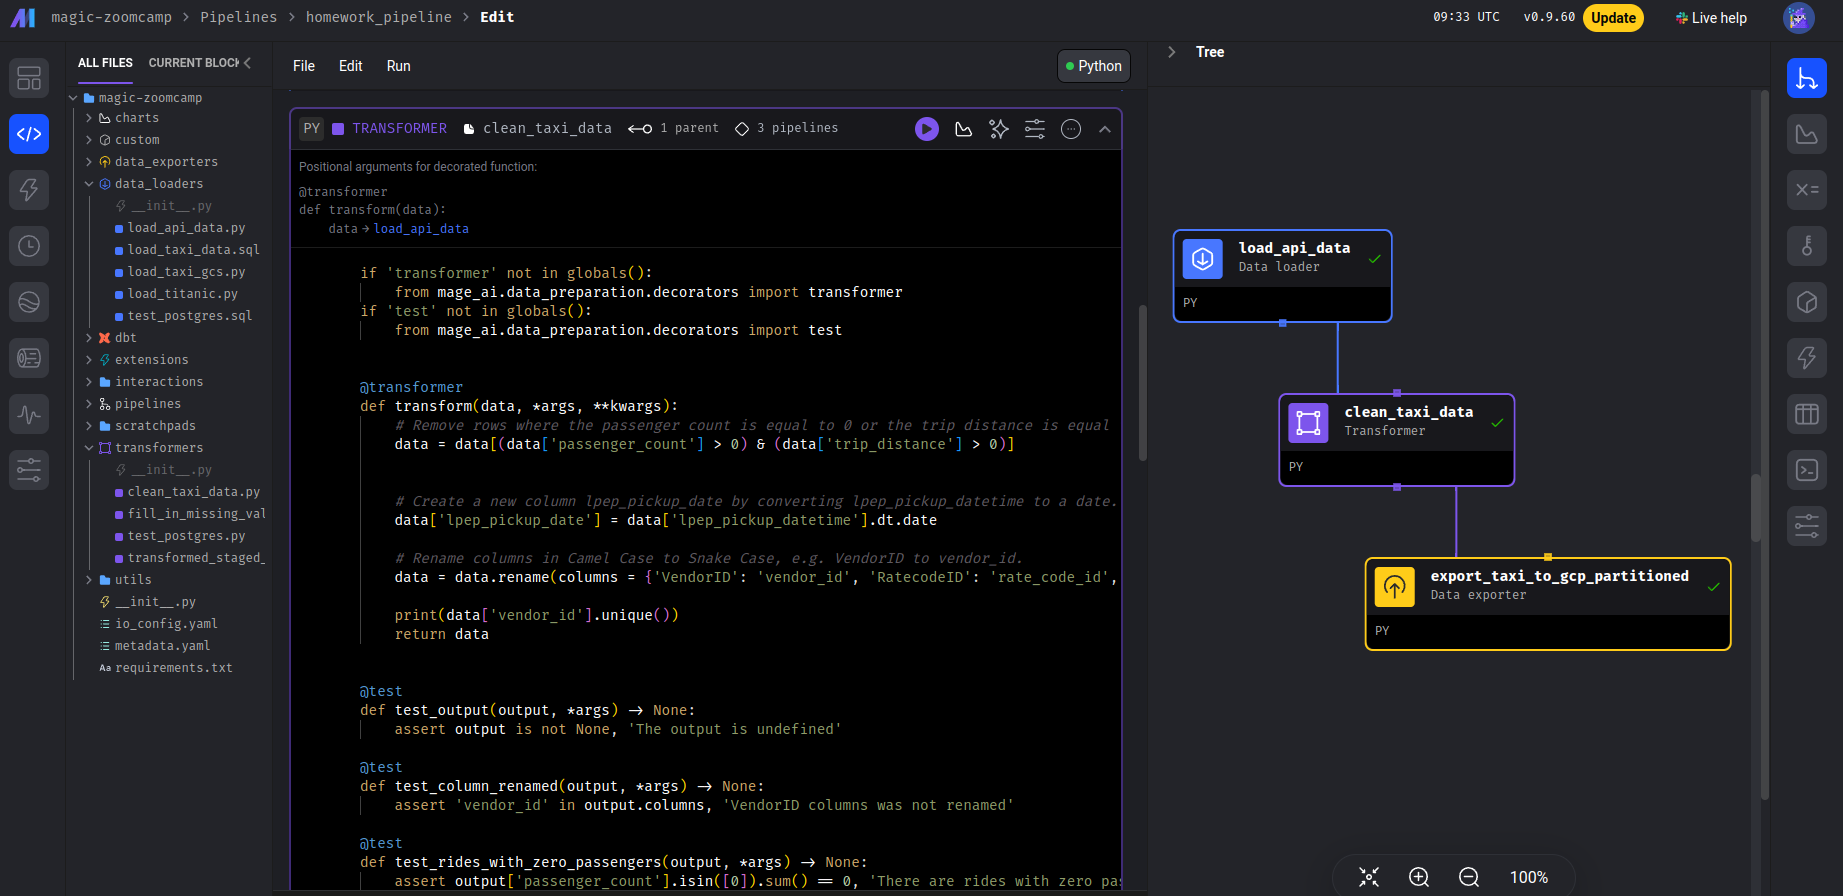 magic-zoomcamp > Pipelines > homework_pipeline > Edit
09:33 UTC v0.9.60 Update Live help
ALL FILES CURRENT BLOCK
magic-zoomcamp
charts
custom
data_exporters
data_loaders
__init__.py
load_api_data.py
load_taxi_data.sql
load_taxi_gcs.py
load_titanic.py
test_postgres.sql
dbt
extensions
interactions
pipelines
scratchpads
transformers
__init__.py
clean_taxi_data.py
fill_in_missing_val
test_postgres.py
transformed_staged_
utils
__init__.py
io_config.yaml
metadata.yaml
Aa requirements.txt
File Edit Run Python
PY TRANSFORMER clean_taxi_data 1 parent 3 pipelines
Positional arguments for decorated function:
@transformer
def transform(data):
data → load_api_data
if 'transformer' not in globals():
from mage_ai.data_preparation.decorators import transformer
if 'test' not in globals():
from mage_ai.data_preparation.decorators import test
@transformer
def transform(data, *args, **kwargs):
# Remove rows where the passenger count is equal to 0 or the trip distance is equal
data = data[(data['passenger_count'] > 0) & (data['trip_distance'] > 0)]
# Create a new column lpep_pickup_date by converting lpep_pickup_datetime to a date.
data['lpep_pickup_date'] = data['lpep_pickup_datetime'].dt.date
# Rename columns in Camel Case to Snake Case, e.g. VendorID to vendor_id.
data = data.rename(columns = {'VendorID': 'vendor_id', 'RatecodeID': 'rate_code_id',
print(data['vendor_id'].unique())
return data
@test
def test_output(output, *args) → None:
assert output is not None, 'The output is undefined'
@test
def test_column_renamed(output, *args) → None:
assert 'vendor_id' in output.columns, 'VendorID columns was not renamed'
@test
def test_rides_with_zero_passengers(output, *args) → None:
assert output['passenger_count'].isin([0]).sum() == 0, 'There are rides with zero pas
> Tree
load_api_data
Data loader
PY
clean_taxi_data
Transformer
PY
export_taxi_to_gcp_partitioned
Data exporter
PY
100%